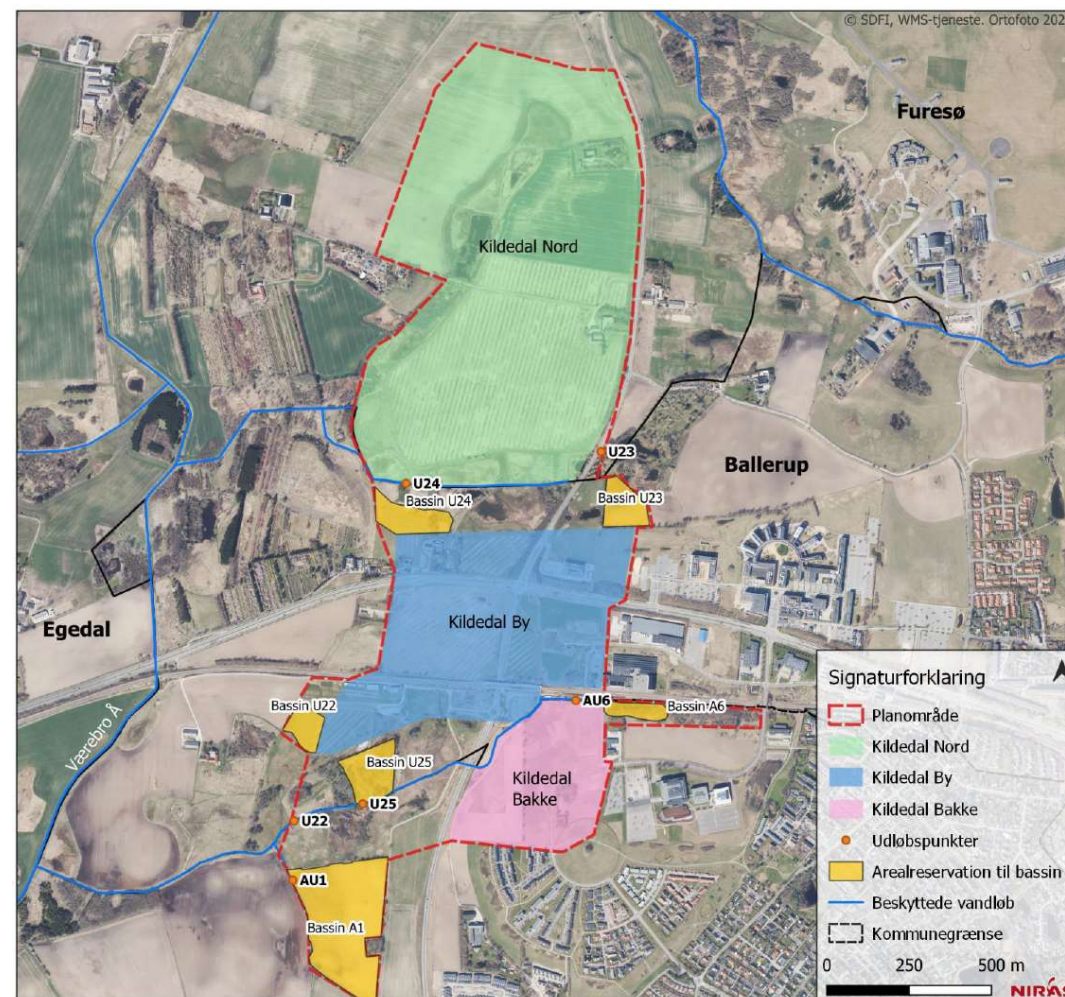 © SDFI, WMS-tjeneste. Ortofoto 202
Furesø
Kildedal Nord
U23
Ballerup
U24
Bassin U24
Bassin U23
Egedal
Kildedal By
Værebro Å
AU6
Bassin A6
Bassin U22
Bassin U25
Kildedal
Bakke
U25
U22
AU1
Bassin A1
Signaturforklaring
Planområde
Kildedal Nord
Kildedal By
Kildedal Bakke
Udløbspunkter
Arealreservation til bassin
Beskyttede vandløb
Kommunegrænse
0 250 500 m
NIRÁS